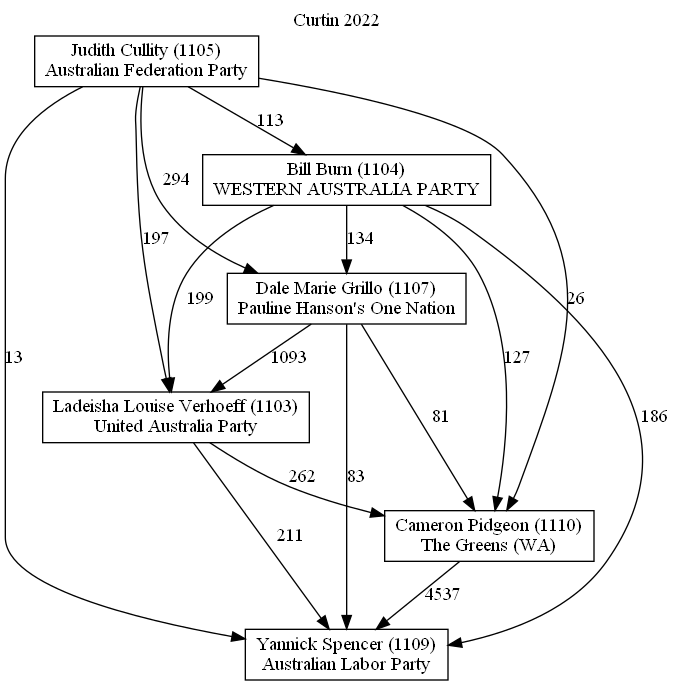 Curtin 2022
Judith Cullity (1105)
Australian Federation Party
113
Bill Burn (1104)
WESTERN AUSTRALIA PARTY
294
197
134
199
Dale Marie Grillo (1107)
Pauline Hanson's One Nation
26
13
1093
127
Ladeisha Louise Verhoeff (1103)
United Australia Party
81
186
262
83
Cameron Pidgeon (1110)
The Greens (WA)
211
4537
Yannick Spencer (1109)
Australian Labor Party